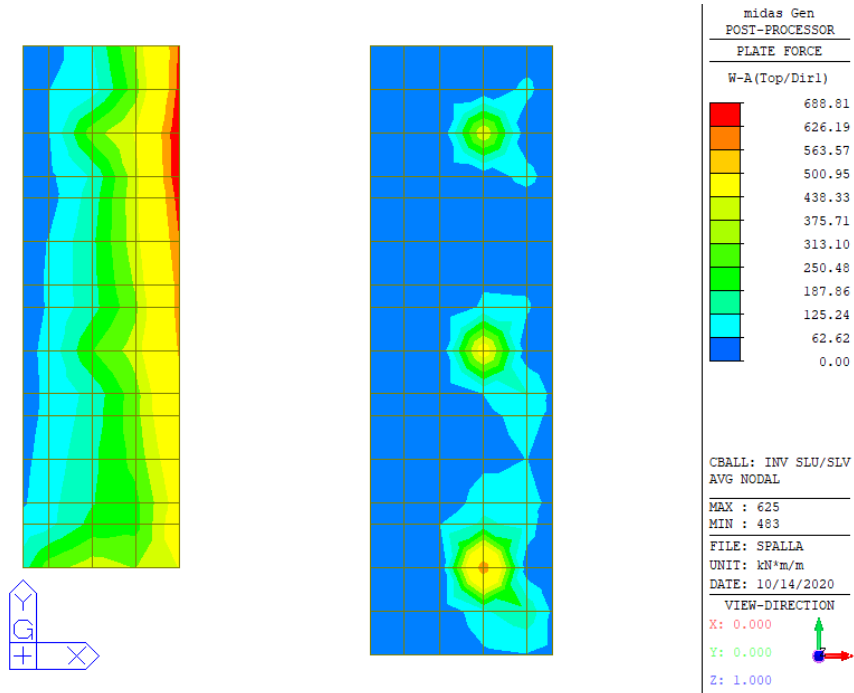 midas Gen
POST-PROCESSOR
PLATE FORCE
W-A(Top/Dir1)
688.81
626.19
563.57
500.95
438.33
375.71
313.10
250.48
187.86
125.24
62.62
0.00
CBALL: INV SLU/SLV
AVG NODAL
MAX : 625
MIN : 483
FILE: SPALLA
UNIT: kN*m/m
DATE: 10/14/2020
VIEW-DIRECTION
X: 0.000
Y: 0.000
Z: 1.000
Y
G
X